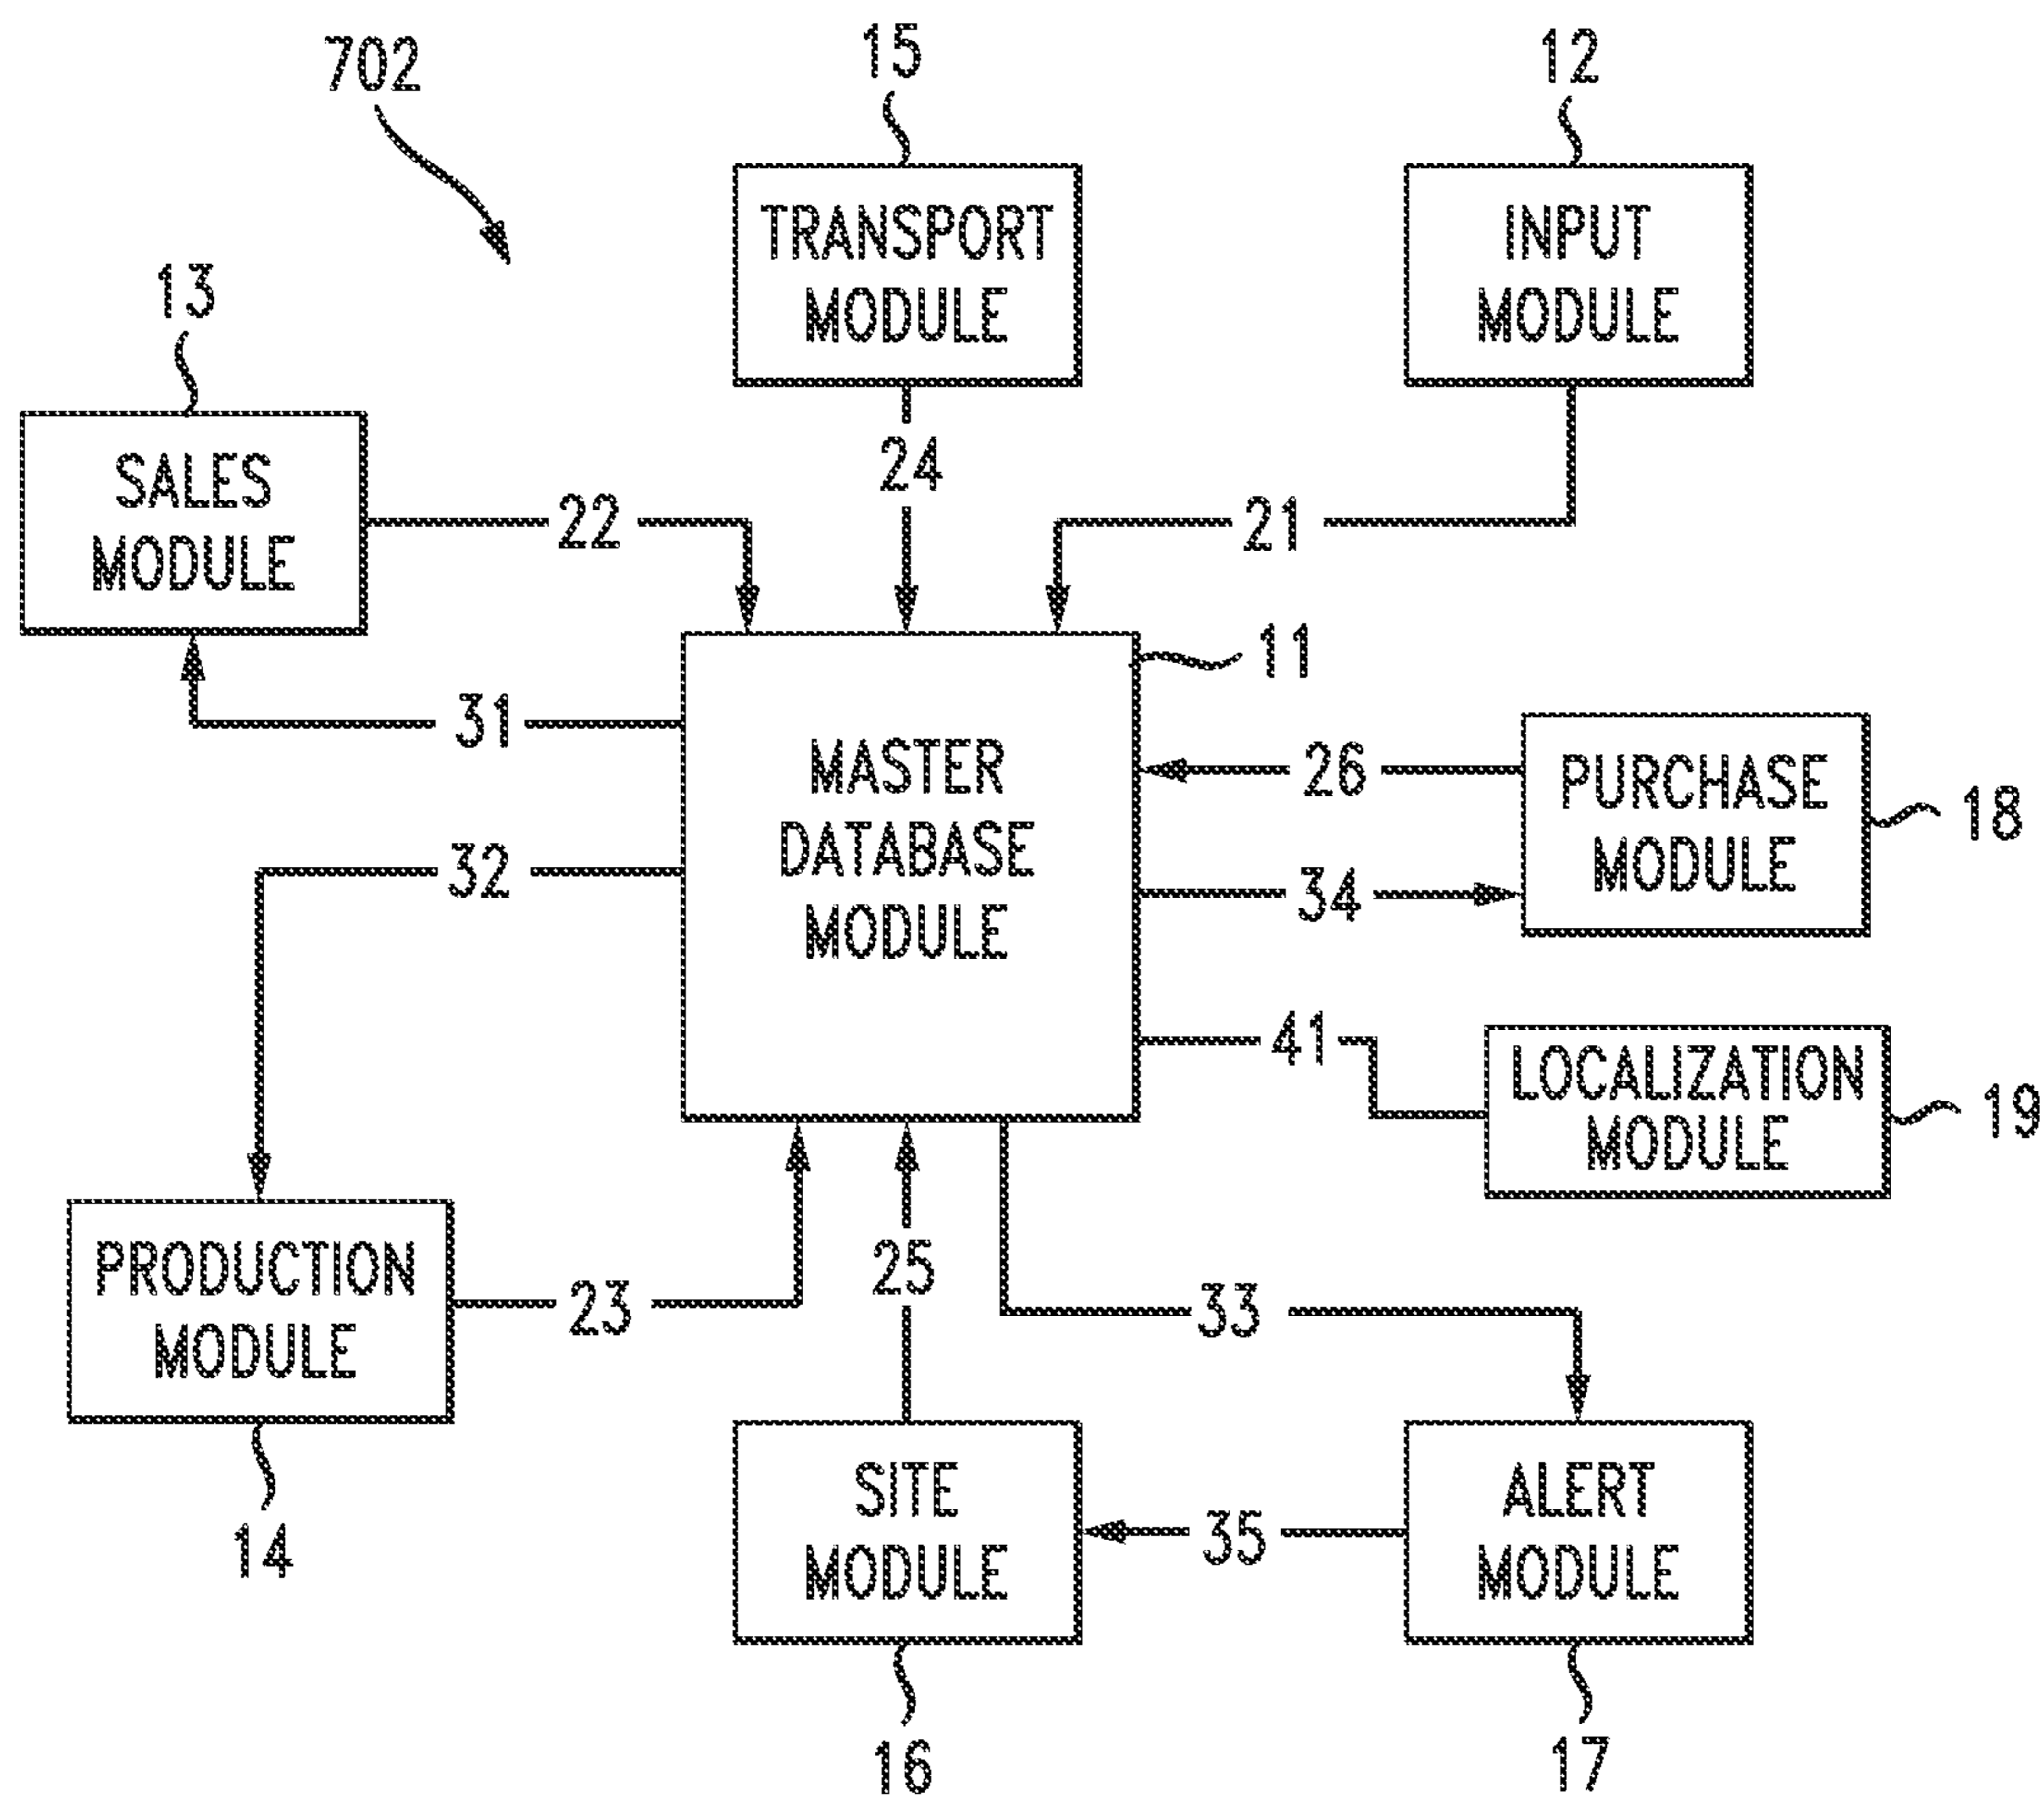 702
15
12
TRANSPORT
MODULE
INPUT
MODULE
13
SALES
MODULE
24
22
21
11
31
MASTER
DATABASE
MODULE
26
PURCHASE
MODULE
18
32
34
41
LOCALIZATION
MODULE
19
PRODUCTION
MODULE
25
23
33
14
SITE
MODULE
35
ALERT
MODULE
16
17